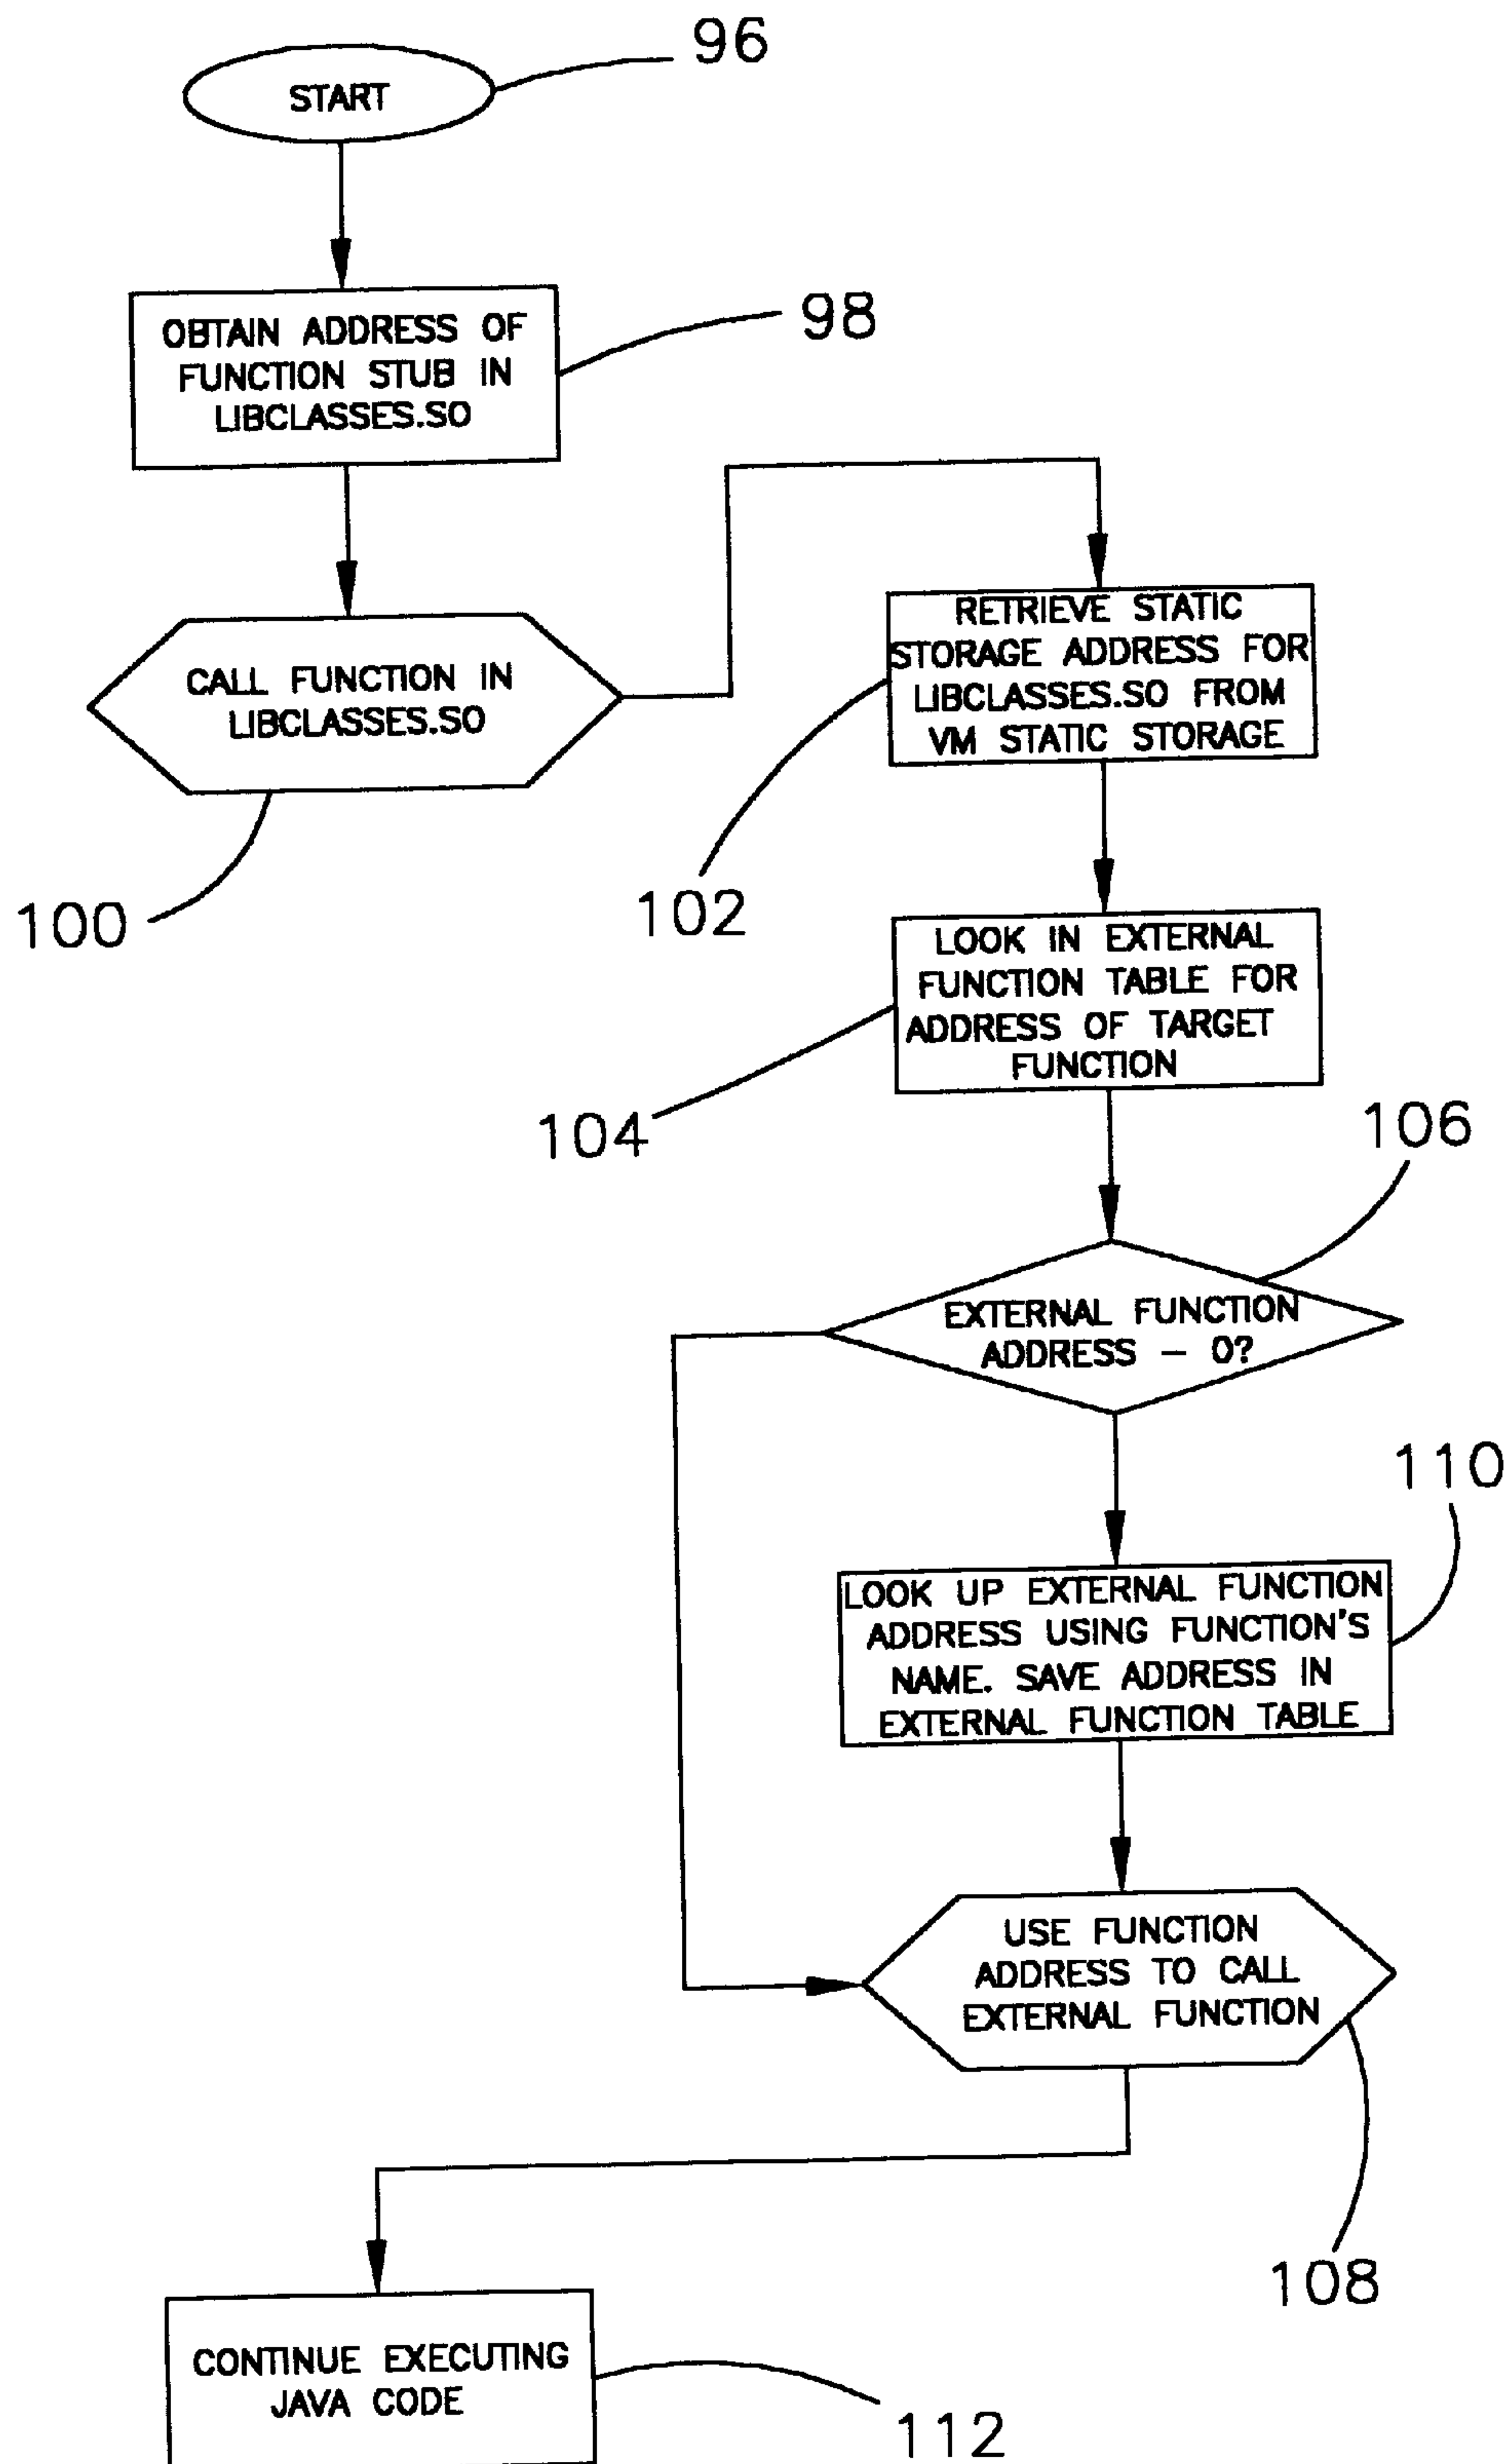 96
START
98
OBTAIN ADDRESS OF
FUNCTION STUB IN
LIBCLASSES.SO
CALL FUNCTION IN
LIBCLASSES.SO
100
RETRIEVE STATIC
STORAGE ADDRESS FOR
LIBCLASSES.SO FROM
VM STATIC STORAGE
102
LOOK IN EXTERNAL
FUNCTION TABLE FOR
ADDRESS OF TARGET
FUNCTION
104
106
EXTERNAL FUNCTION
ADDRESS – 0?
110
LOOK UP EXTERNAL FUNCTION
ADDRESS USING FUNCTION'S
NAME. SAVE ADDRESS IN
EXTERNAL FUNCTION TABLE
USE FUNCTION
ADDRESS TO CALL
EXTERNAL FUNCTION
108
CONTINUE EXECUTING
JAVA CODE
112